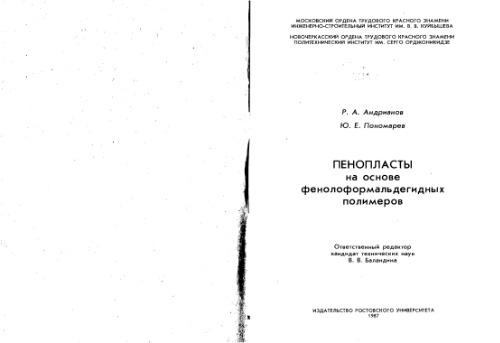 МОСКОВСКИЙ ОРДЕНА ТРУДОВОГО КРАСНОГО ЗНАМЕНИ
ИНЖЕНЕРНО-СТРОИТЕЛЬНЫЙ ИНСТИТУТ ИМ. В. В. КУЙБЫШЕВА
НОВОЧЕРКАССКИЙ ОРДЕНА ТРУДОВОГО КРАСНОГО ЗНАМЕНИ
ПОЛИТЕХНИЧЕСКИЙ ИНСТИТУТ ИМ. СЕРГО ОРДЖОНИКИДЗЕ
Р. А. Андрианов
Ю. Е. Пономарев
ПЕНОПЛАСТЫ
на основе
фенолоформальдегидных
полимеров
Ответственный редактор
кандидат технических наук
В. В. Баландина
ИЗДАТЕЛЬСТВО РОСТОВСКОГО УНИВЕРСИТЕТА
1987